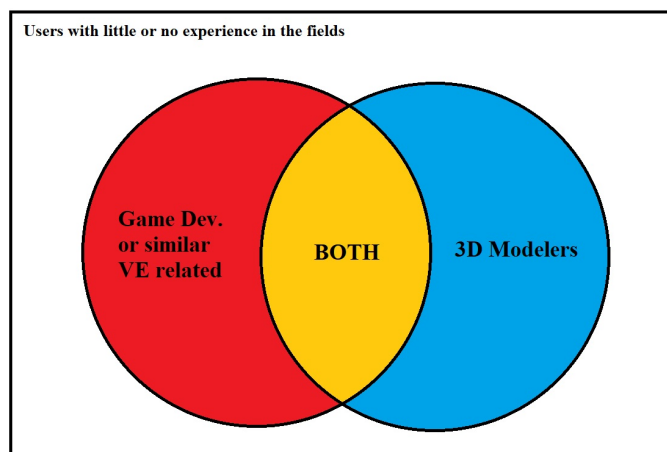 Users with little or no experience in the fields
Game Dev.
or similar
VE related
BOTH
3D Modelers